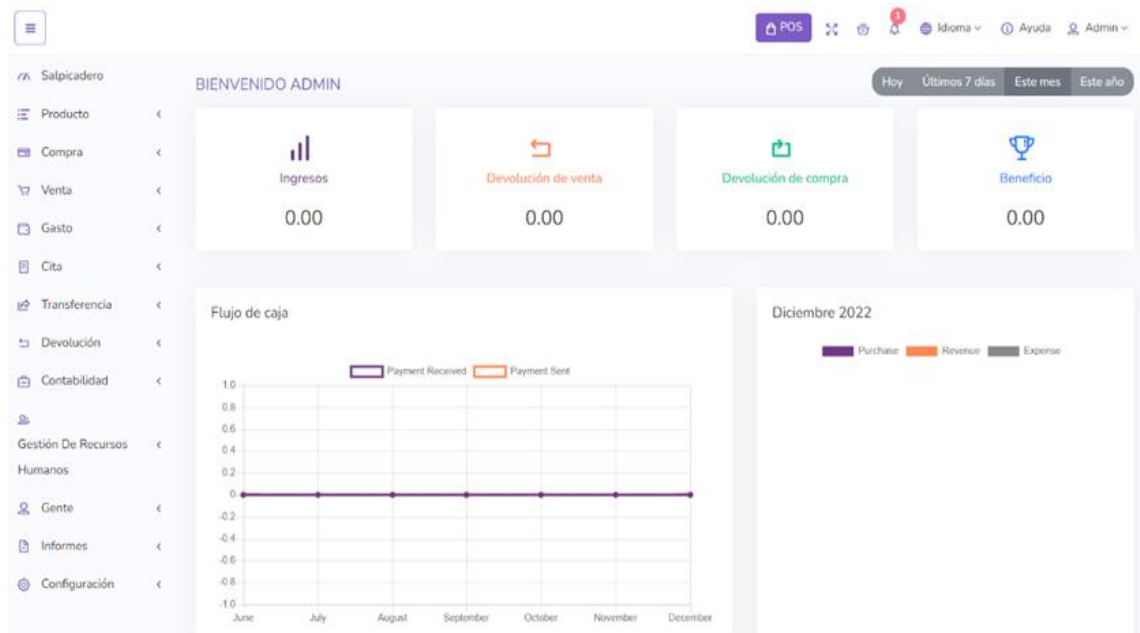 POS
1
Idioma
Ayuda
Admin
Salpicadero
Producto
Compra
Venta
Gasto
Cita
Transferencia
Devolución
Contabilidad
Gestión De Recursos
Humanos
Gente
Informes
Configuración
BIENVENIDO ADMIN
Hoy
Últimos 7 días
Este mes
Este año
Ingresos
0.00
Devolución de venta
0.00
Devolución de compra
0.00
Beneficio
0.00
Flujo de caja
Payment Received
Payment Sent
1.0
0.8
0.6
0.4
0.2
0
-0.2
-0.4
-0.6
-0.8
-1.0
June
July
August
September
October
November
December
Diciembre 2022
Purchase
Revenue
Expense